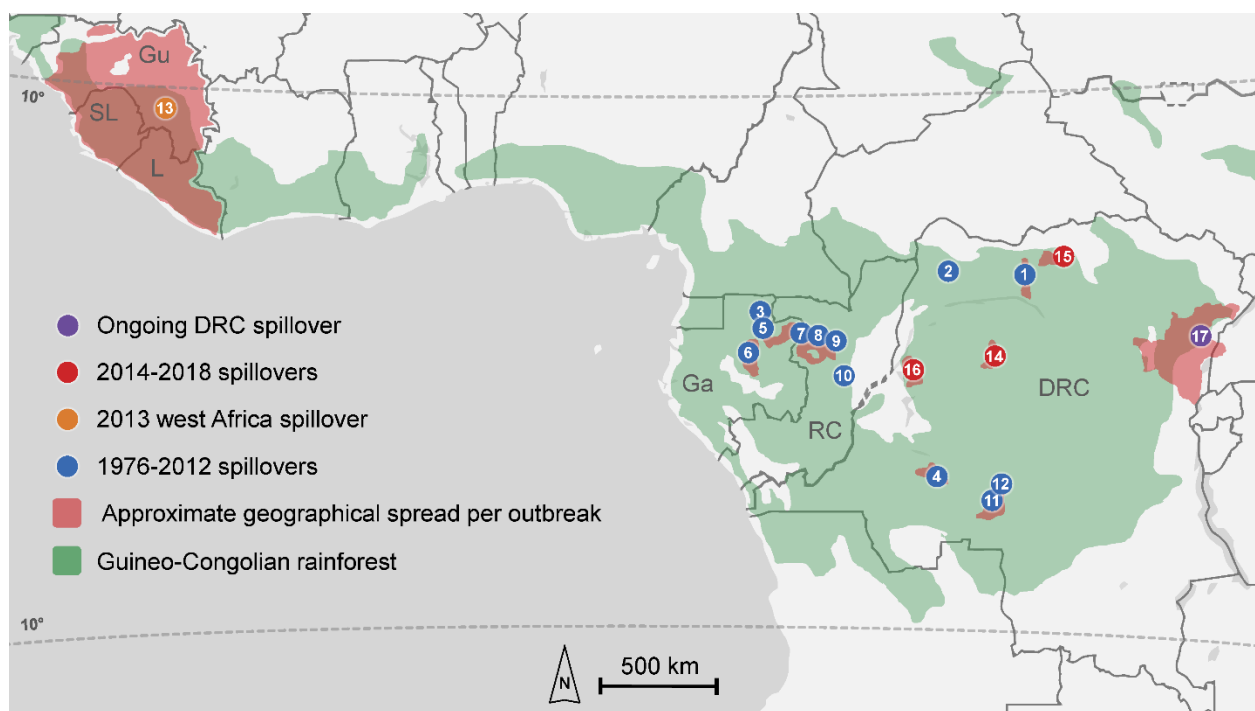 Gu
10°
13
SL
L
15
2
1
3
5
7
8
9
17
6
14
16
10
Ga
DRC
RC
4
12
11
Ongoing DRC spillover
2014-2018 spillovers
2013 west Africa spillover
1976-2012 spillovers
Approximate geographical spread per outbreak
Guineo-Congolian rainforest
10°
N
500 km